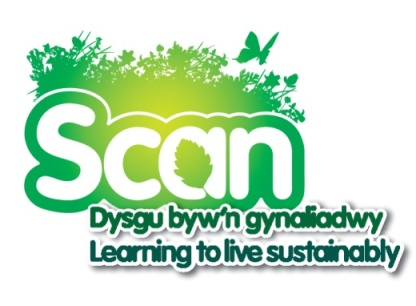 Scan
Dysgu byw'n gynaliadwy
Learning to live sustainably